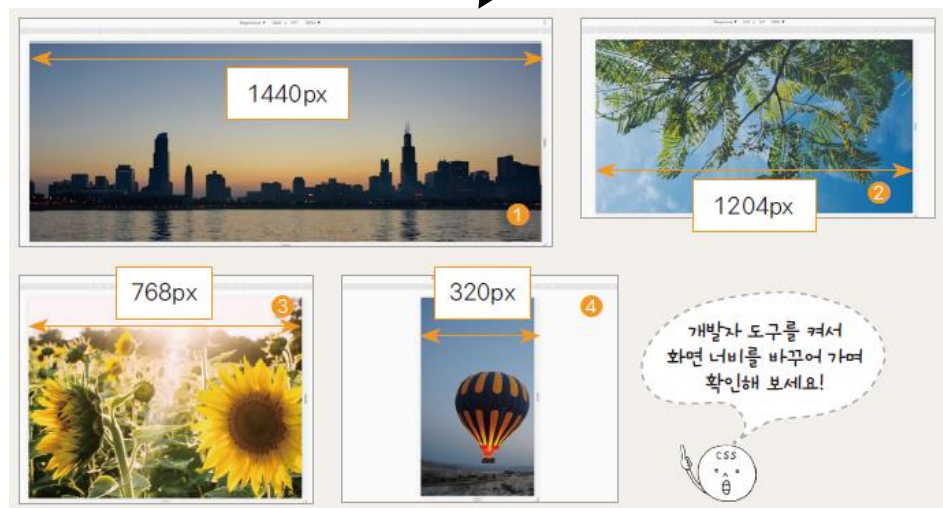 1440px
1
1204px
2
768px
3
320px
4
개발자 도구를 켜서
화면 너비를 바꾸어 가며
확인해 보세요!
CSS